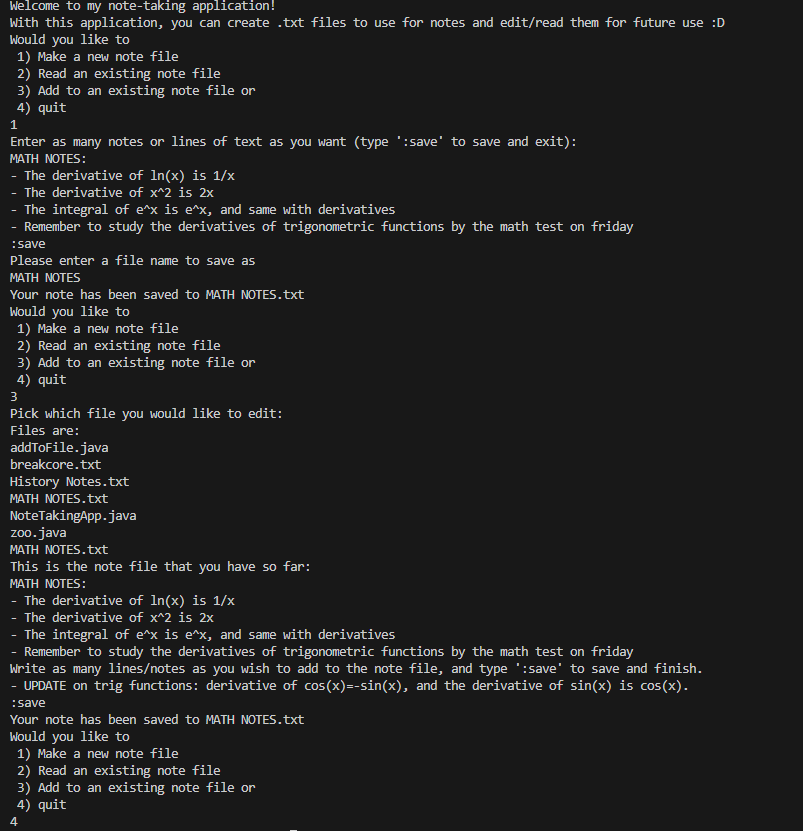 Welcome to my note-taking application!
With this application, you can create .txt files to use for notes and edit/read them for future use :D
Would you like to
 1) Make a new note file
 2) Read an existing note file
 3) Add to an existing note file or
 4) quit
1
Enter as many notes or lines of text as you want (type ':save' to save and exit):
MATH NOTES:
- The derivative of ln(x) is 1/x
- The derivative of x^2 is 2x
- The integral of e^x is e^x, and same with derivatives
- Remember to study the derivatives of trigonometric functions by the math test on friday
:save
Please enter a file name to save as
MATH NOTES
Your note has been saved to MATH NOTES.txt
Would you like to
 1) Make a new note file
 2) Read an existing note file
 3) Add to an existing note file or
 4) quit
3
Pick which file you would like to edit:
Files are:
addToFile.java
breakcore.txt
History Notes.txt
MATH NOTES.txt
NoteTakingApp.java
zoo.java
MATH NOTES.txt
This is the note file that you have so far:
MATH NOTES:
- The derivative of ln(x) is 1/x
- The derivative of x^2 is 2x
- The integral of e^x is e^x, and same with derivatives
- Remember to study the derivatives of trigonometric functions by the math test on friday
Write as many lines/notes as you wish to add to the note file, and type ':save' to save and finish.
- UPDATE on trig functions: derivative of cos(x)=-sin(x), and the derivative of sin(x) is cos(x).
:save
Your note has been saved to MATH NOTES.txt
Would you like to
 1) Make a new note file
 2) Read an existing note file
 3) Add to an existing note file or
 4) quit
4